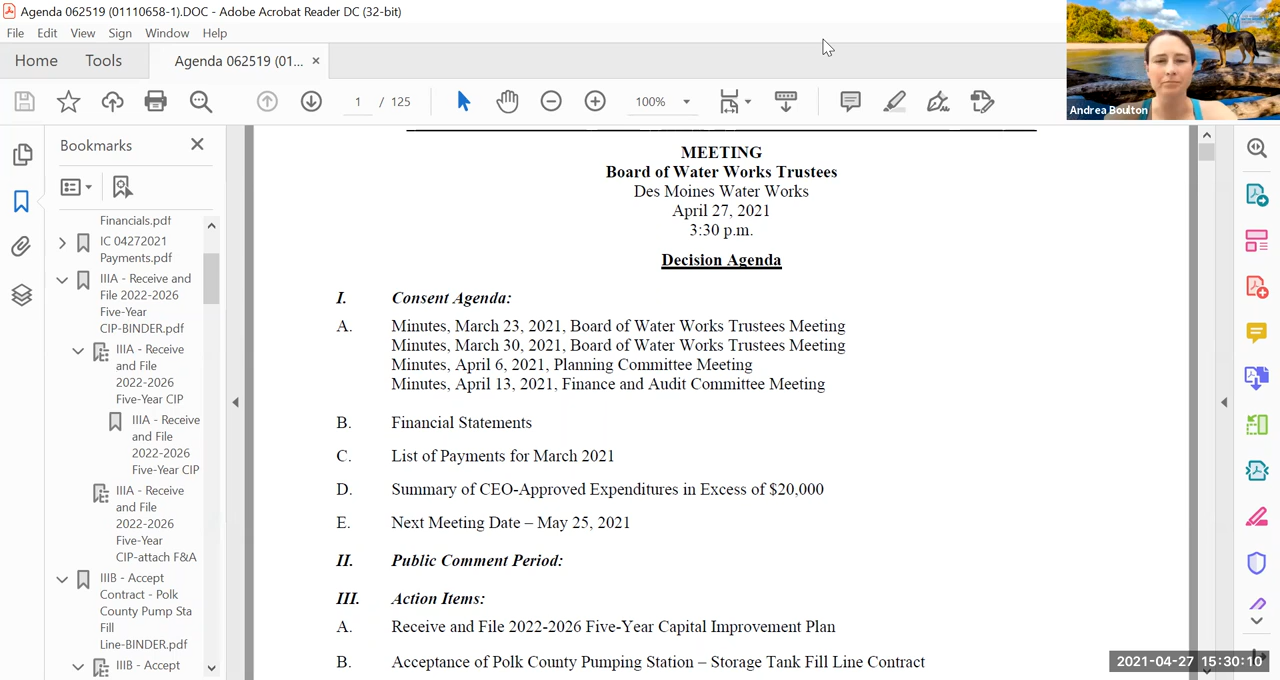 Agenda 062519 (01110658-1).DOC - Adobe Acrobat Reader DC (32-bit)
File Edit View Sign Window Help
Home Tools Agenda 062519 (01... ×
1 / 125 100%
Andrea Boulton
Bookmarks
Financials.pdf
IC 04272021
Payments.pdf
IIIA - Receive and
File 2022-2026
Five-Year
CIP-BINDER.pdf
IIIA - Receive
and File
2022-2026
Five-Year CIP
IIIA - Receive
and File
2022-2026
Five-Year CIP
IIIA - Receive
and File
2022-2026
Five-Year
CIP-attach F&A
IIIB - Accept
Contract - Polk
County Pump Sta
Fill
Line-BINDER.pdf
IIIB - Accept
MEETING
Board of Water Works Trustees
Des Moines Water Works
April 27, 2021
3:30 p.m.
Decision Agenda
I. Consent Agenda:
A. Minutes, March 23, 2021, Board of Water Works Trustees Meeting
Minutes, March 30, 2021, Board of Water Works Trustees Meeting
Minutes, April 6, 2021, Planning Committee Meeting
Minutes, April 13, 2021, Finance and Audit Committee Meeting
B. Financial Statements
C. List of Payments for March 2021
D. Summary of CEO-Approved Expenditures in Excess of $20,000
E. Next Meeting Date – May 25, 2021
II. Public Comment Period:
III. Action Items:
A. Receive and File 2022-2026 Five-Year Capital Improvement Plan
B. Acceptance of Polk County Pumping Station – Storage Tank Fill Line Contract
2021-04-27 15:30:10